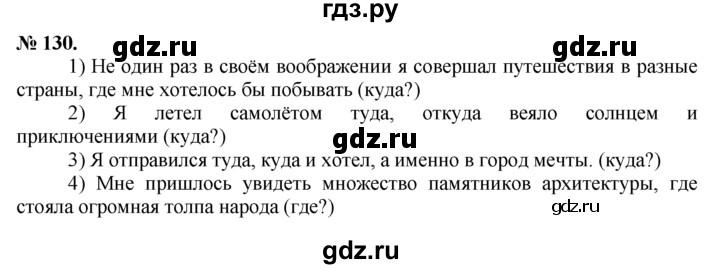 гдз.ру
№ 130.
gdz.ru gdz.ru
1) Не один раз в своём воображении я совершал путешествия в разные
страны, где мне хотелось бы побывать (куда?)
2) Я летел самолётом туда, откуда веяло солнцем и
приключениями (куда?)
gdz.ru
3) Я отправился туда, куда и хотел, а именно в город мечты. (куда?)
4) Мне пришлось увидеть множество памятников архитектуры, где
стояла огромная толпа народа (где?)
gdz.ru gdz.ru
gdz.ru